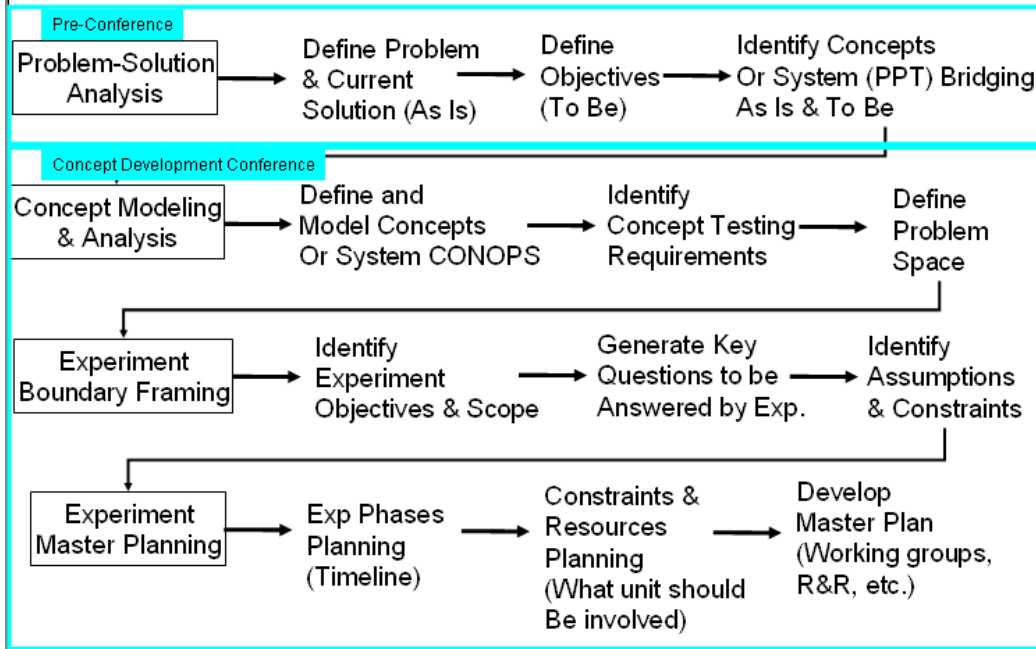 Pre-Conference
Problem-Solution
Analysis
Define Problem
& Current
Solution (As Is)
Define
Objectives
(To Be)
Identify Concepts
Or System (PPT) Bridging
As Is & To Be
Concept Development Conference
Concept Modeling
& Analysis
Define and
Model Concepts
Or System CONOPS
Identify
Concept Testing
Requirements
Define
Problem
Space
Experiment
Boundary Framing
Identify
Experiment
Objectives & Scope
Generate Key
Questions to be
Answered by Exp.
Identify
Assumptions
& Constraints
Experiment
Master Planning
Exp Phases
Planning
(Timeline)
Constraints &
Resources
Planning
(What unit should
Be involved)
Develop
Master Plan
(Working groups,
R&R, etc.)